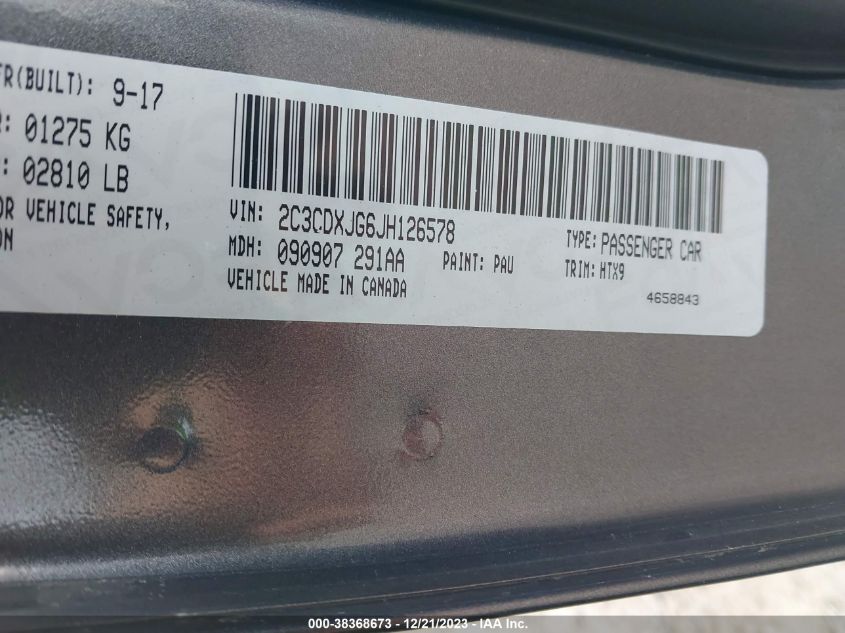 FR(BUILT): 9-17
: 01275 KG
: 02810 LB
OR VEHICLE SAFETY,
ON
VIN: 2C3CDXJG6JH126578
TYPE: PASSENGER CAR
MDH: 090907 291AA
PAINT: PAU
TRIM: HTX9
VEHICLE MADE IN CANADA
4658843
000-38368673 - 12/21/2023 - IAA Inc.